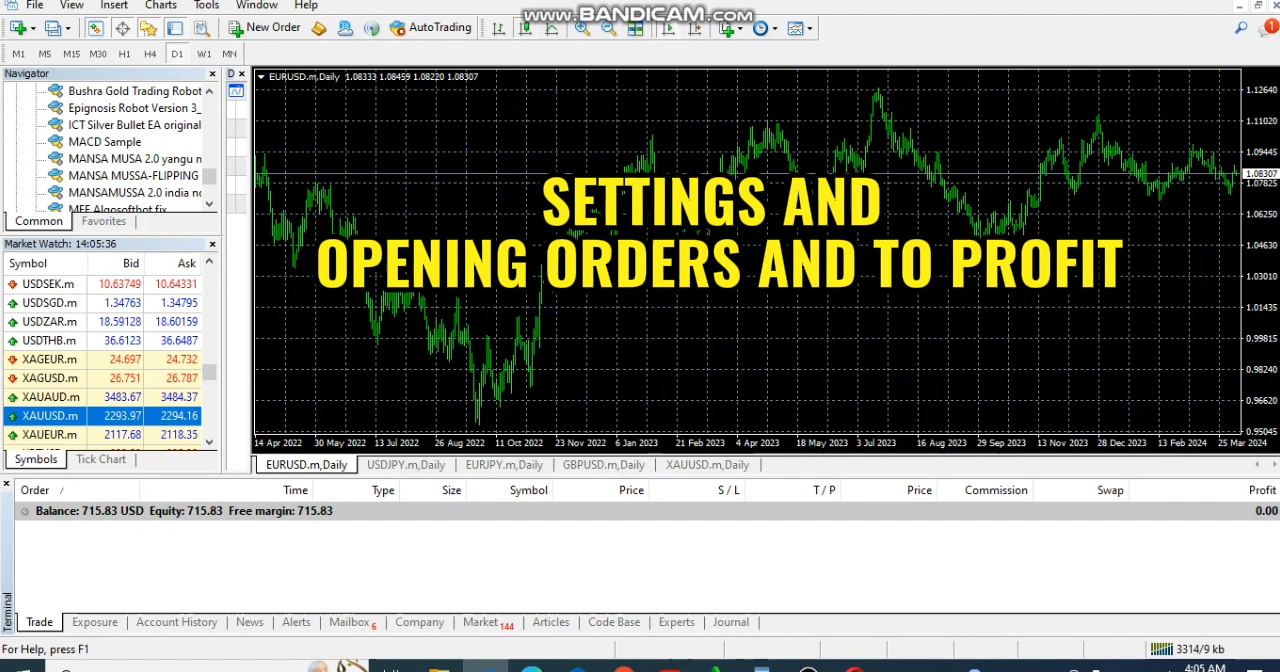 www.BANDICAM.com
File View Insert Charts Tools Window Help
New Order AutoTrading 1
M1 M5 M15 M30 H1 H4 D1 W1 MN
Navigator
Bushra Gold Trading Robot
Epignosis Robot Version 3_
ICT Silver Bullet EA original
MACD Sample
MANSA MUSA 2.0 yangu n
MANSA MUSSA-FLIPPING
MANSAMUSSA 2.0 india no
MFF Algosoftbot fix
Common Favorites
Market Watch: 14:05:36
Symbol Bid Ask
USDSEK.m 10.63749 10.64331
USDSGD.m 1.34763 1.34795
USDZAR.m 18.59128 18.60159
USDTHB.m 36.6123 36.6487
XAGEUR.m 24.697 24.732
XAGUSD.m 26.751 26.787
XAUAUD.m 3483.67 3484.37
XAUUSD.m 2293.97 2294.16
XAUEUR.m 2117.68 2118.35
Symbols Tick Chart
D
EURUSD.m,Daily 1.08333 1.08459 1.08220 1.08307
SETTINGS AND
OPENING ORDERS AND TO PROFIT
1.12640
1.11020
1.09445
1.08307
1.07825
1.06250
1.04630
1.03010
1.01435
0.99815
0.98240
0.96620
0.95045
14 Apr 2022 30 May 2022 13 Jul 2022 26 Aug 2022 11 Oct 2022 23 Nov 2022 6 Jan 2023 21 Feb 2023 4 Apr 2023 18 May 2023 3 Jul 2023 16 Aug 2023 29 Sep 2023 13 Nov 2023 28 Dec 2023 13 Feb 2024 25 Mar 2024
EURUSD.m,Daily USDJPY.m,Daily EURJPY.m,Daily GBPUSD.m,Daily XAUUSD.m,Daily
Order / Time Type Size Symbol Price S / L T / P Price Commission Swap Profit
Balance: 715.83 USD Equity: 715.83 Free margin: 715.83 0.00
Terminal
Trade Exposure Account History News Alerts Mailbox 6 Company Market 144 Articles Code Base Experts Journal
For Help, press F1 3314/9 kb
4:05 AM